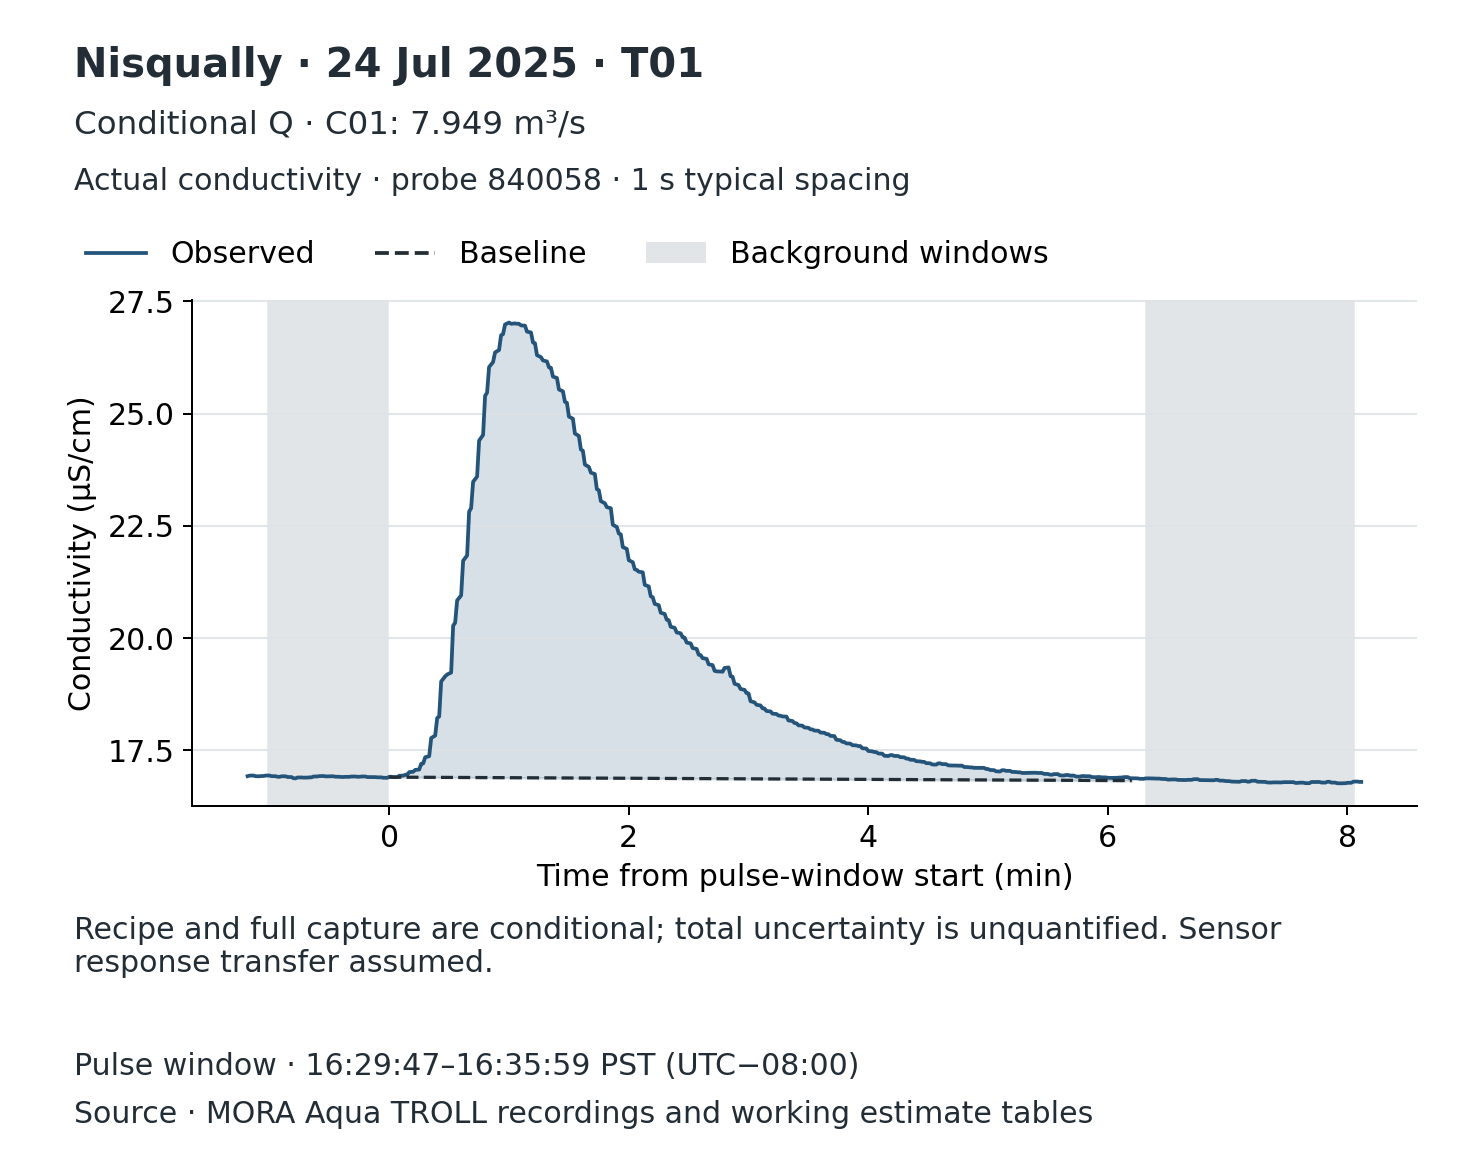 Nisqually · 24 Jul 2025 · T01
Conditional Q · C01: 7.949 m³/s
Actual conductivity · probe 840058 · 1 s typical spacing
Observed
Baseline
Background windows
27.5
25.0
22.5
20.0
17.5
Conductivity (µS/cm)
0
2
4
6
8
Time from pulse-window start (min)
Recipe and full capture are conditional; total uncertainty is unquantified. Sensor
response transfer assumed.
Pulse window · 16:29:47–16:35:59 PST (UTC−08:00)
Source · MORA Aqua TROLL recordings and working estimate tables